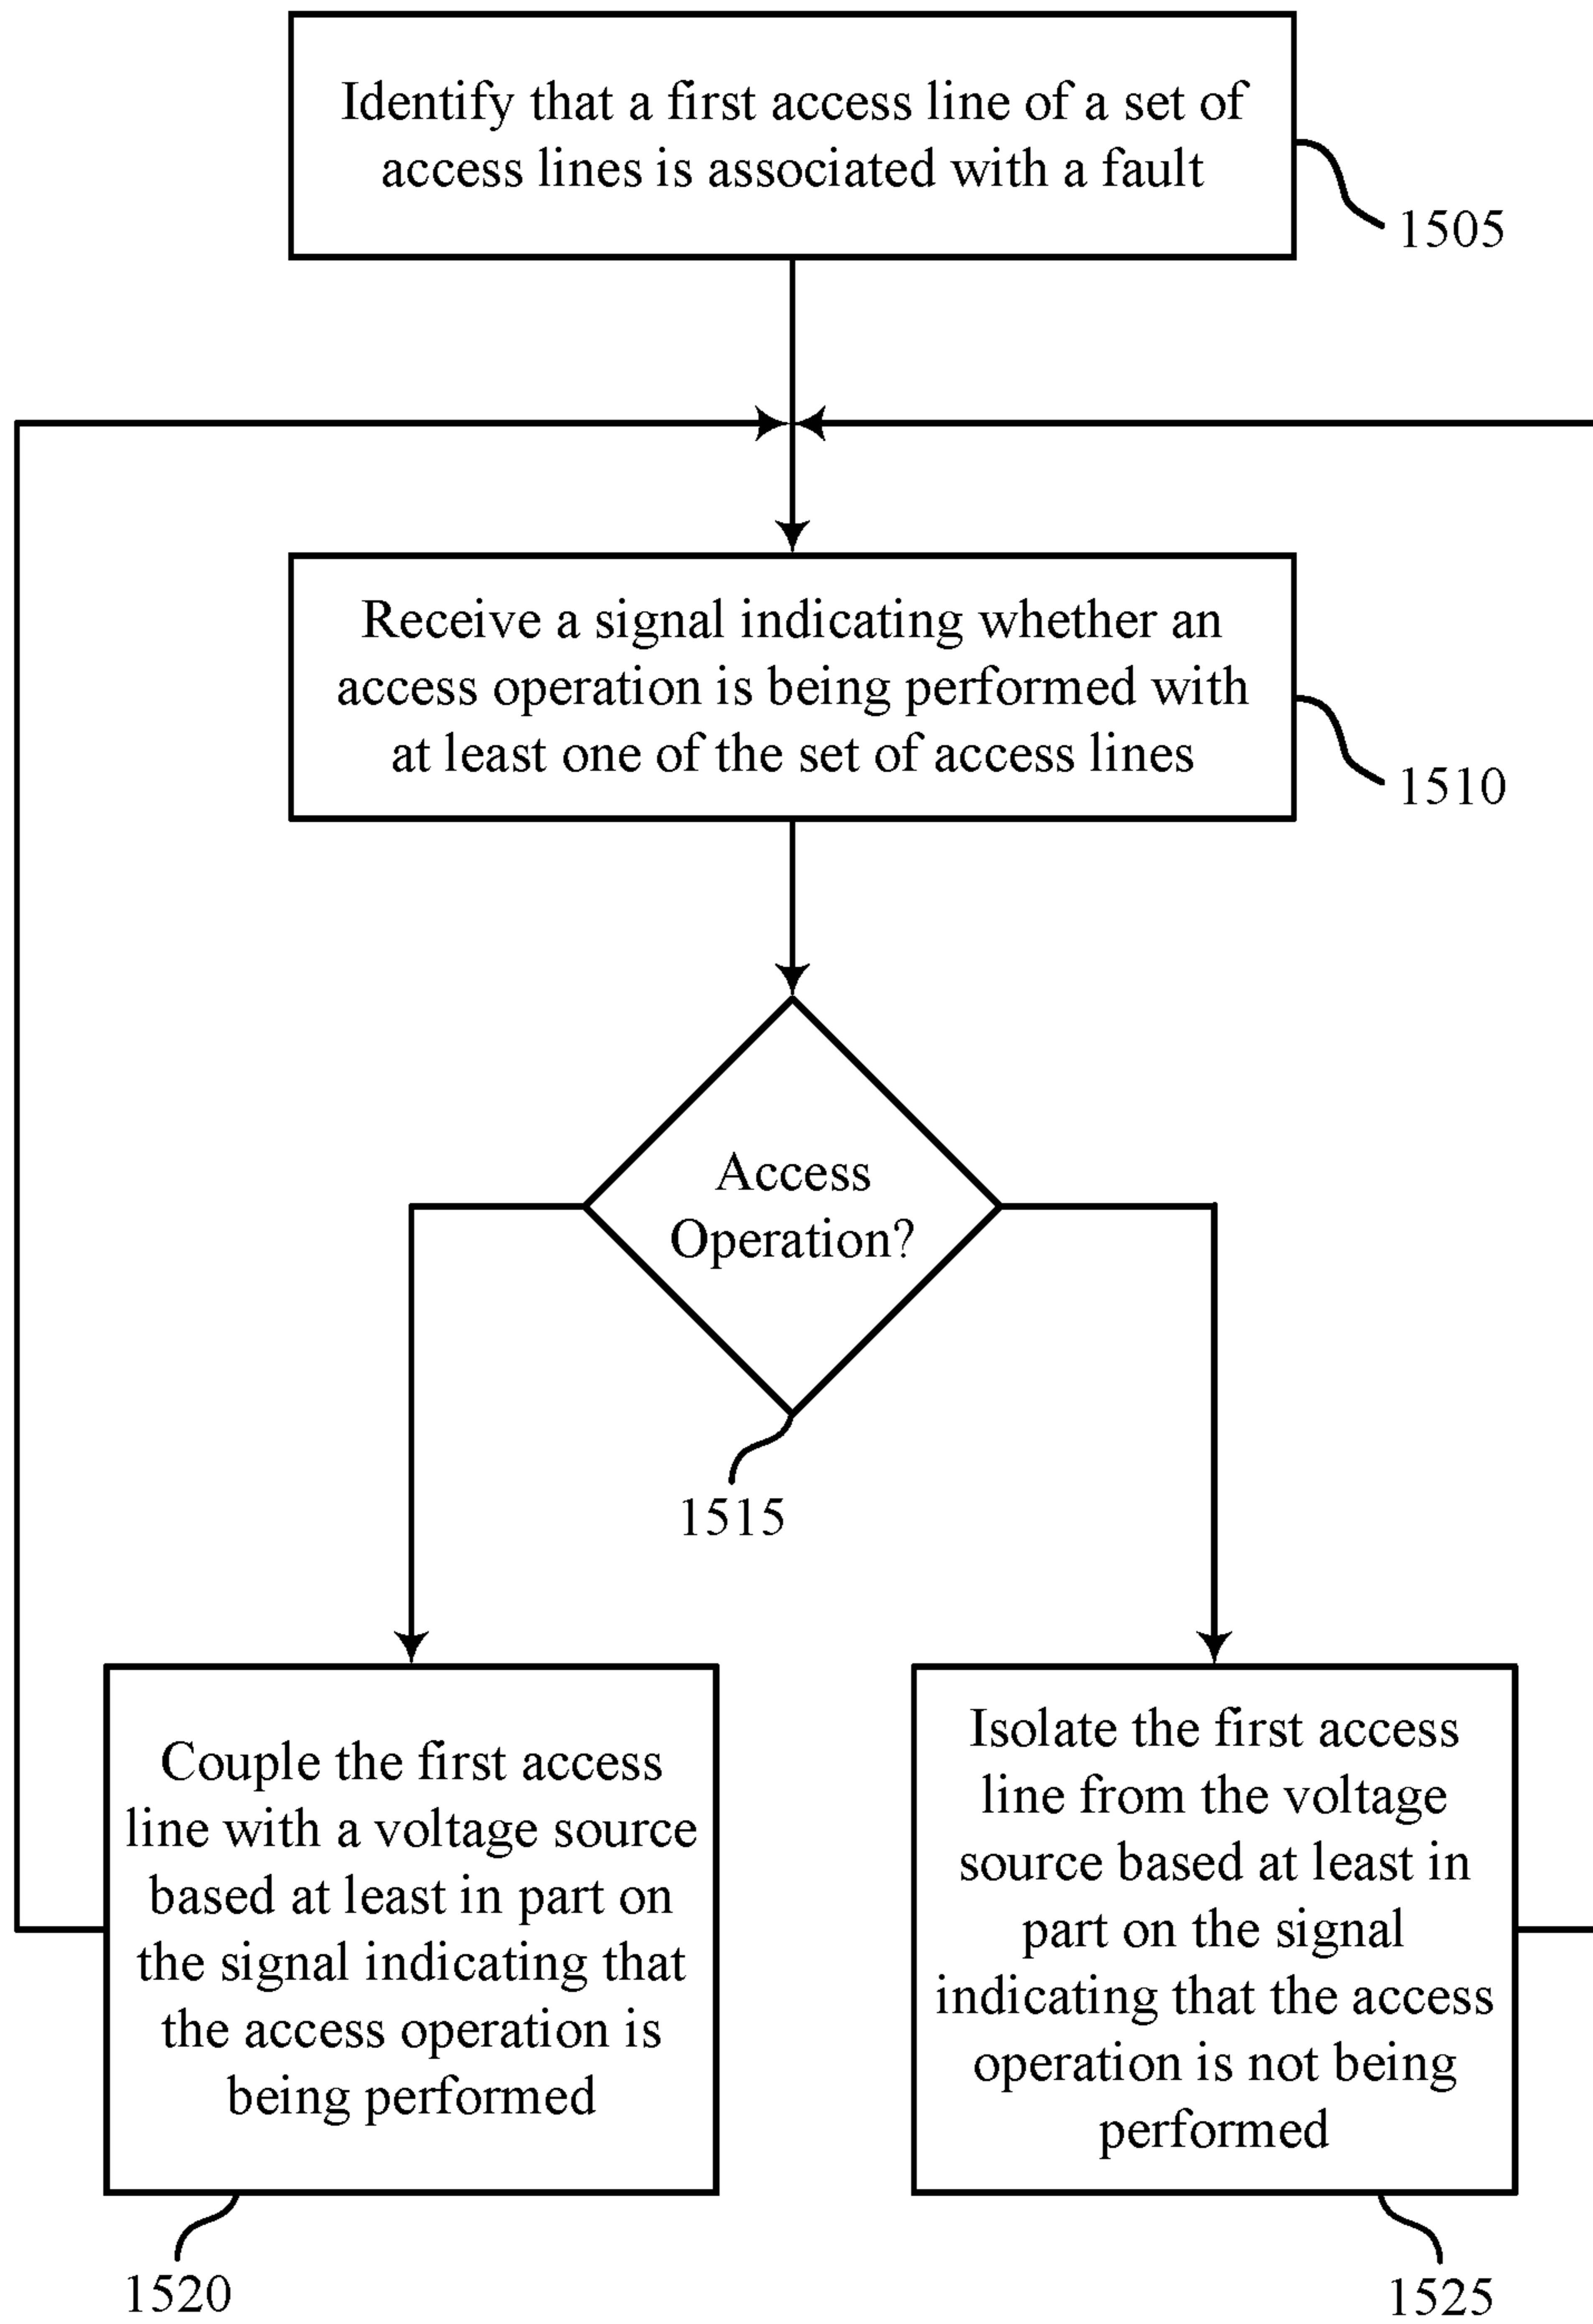 Identify that a first access line of a set of
access lines is associated with a fault
1505
Receive a signal indicating whether an
access operation is being performed with
at least one of the set of access lines
1510
Access
Operation?
1515
Couple the first access
line with a voltage source
based at least in part on
the signal indicating that
the access operation is
being performed
1520
Isolate the first access
line from the voltage
source based at least in
part on the signal
indicating that the access
operation is not being
performed
1525